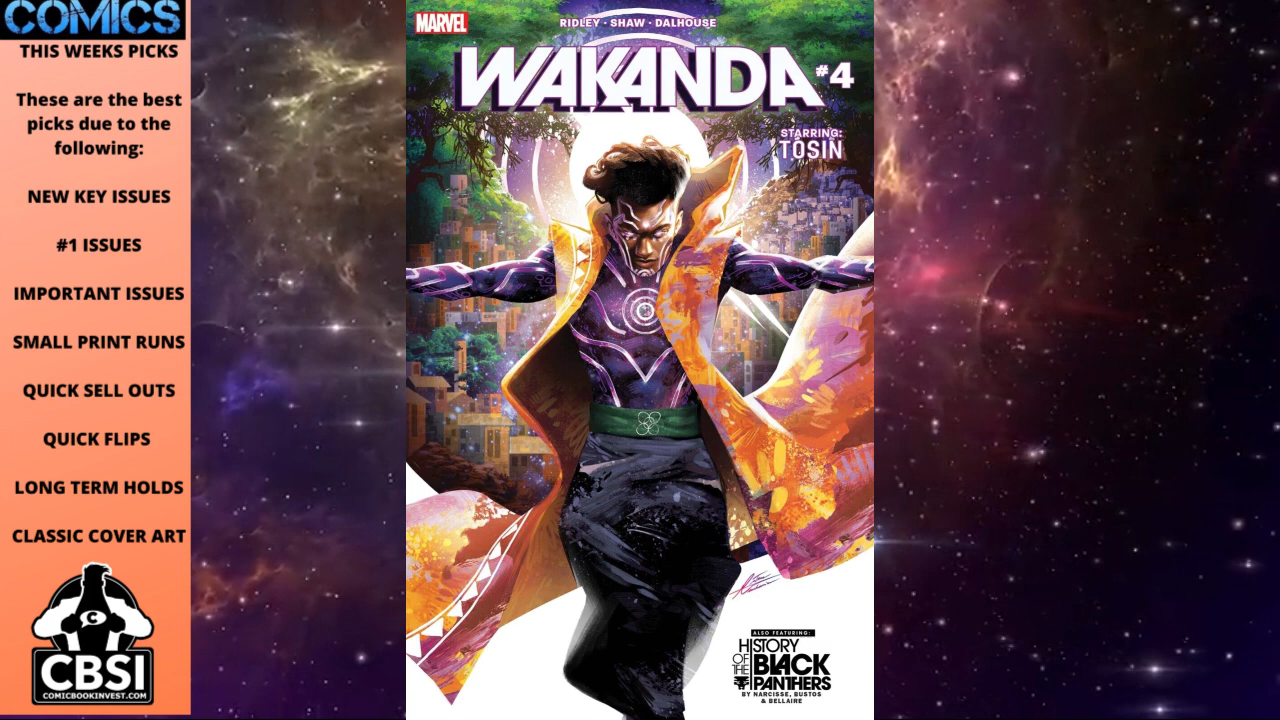 COMICS
THIS WEEKS PICKS
These are the best
picks due to the
following:
NEW KEY ISSUES
#1 ISSUES
IMPORTANT ISSUES
SMALL PRINT RUNS
QUICK SELL OUTS
QUICK FLIPS
LONG TERM HOLDS
CLASSIC COVER ART
C
CBSI
COMICBOOKINVEST.COM
MARVEL
RIDLEY · SHAW · DALHOUSE
WAKANDA #4
STARRING:
TOSIN
ALSO FEATURING:
HISTORY
OF THE BLACK
PANTHERS
BY NARCISSE, BUSTOS
& BELLAIRE